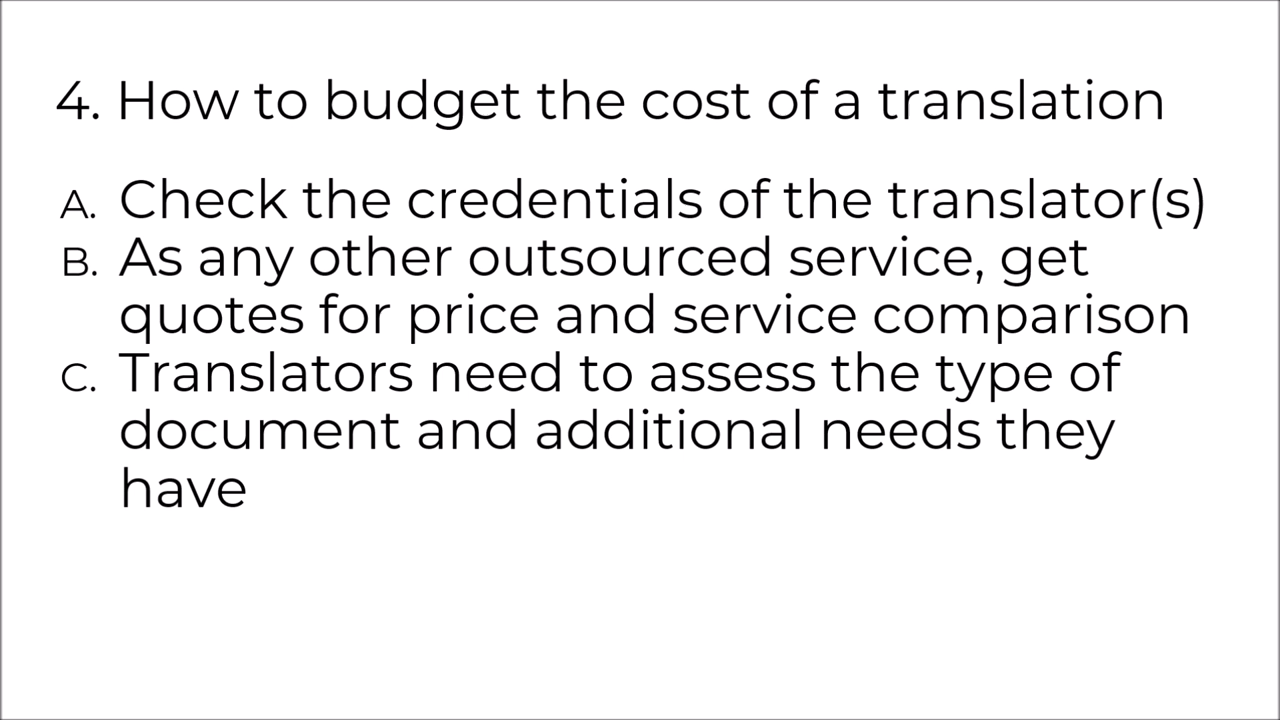 4. How to budget the cost of a translation
A. Check the credentials of the translator(s)
B. As any other outsourced service, get
quotes for price and service comparison
C. Translators need to assess the type of
document and additional needs they
have